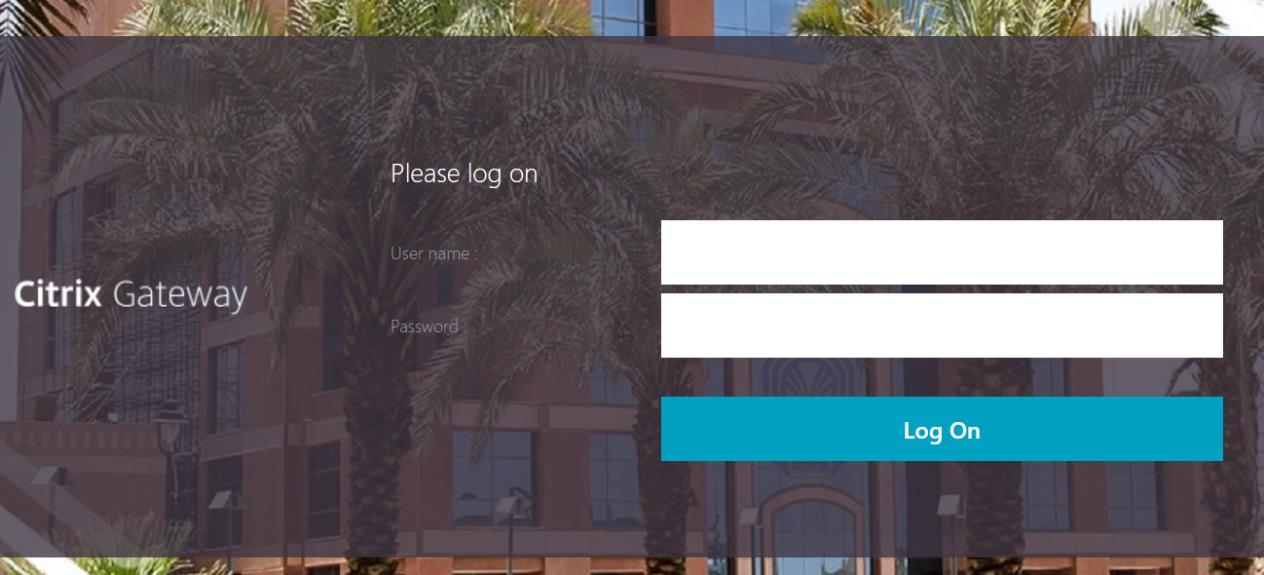 Please log on
User name :
Citrix Gateway
Password :
Log On